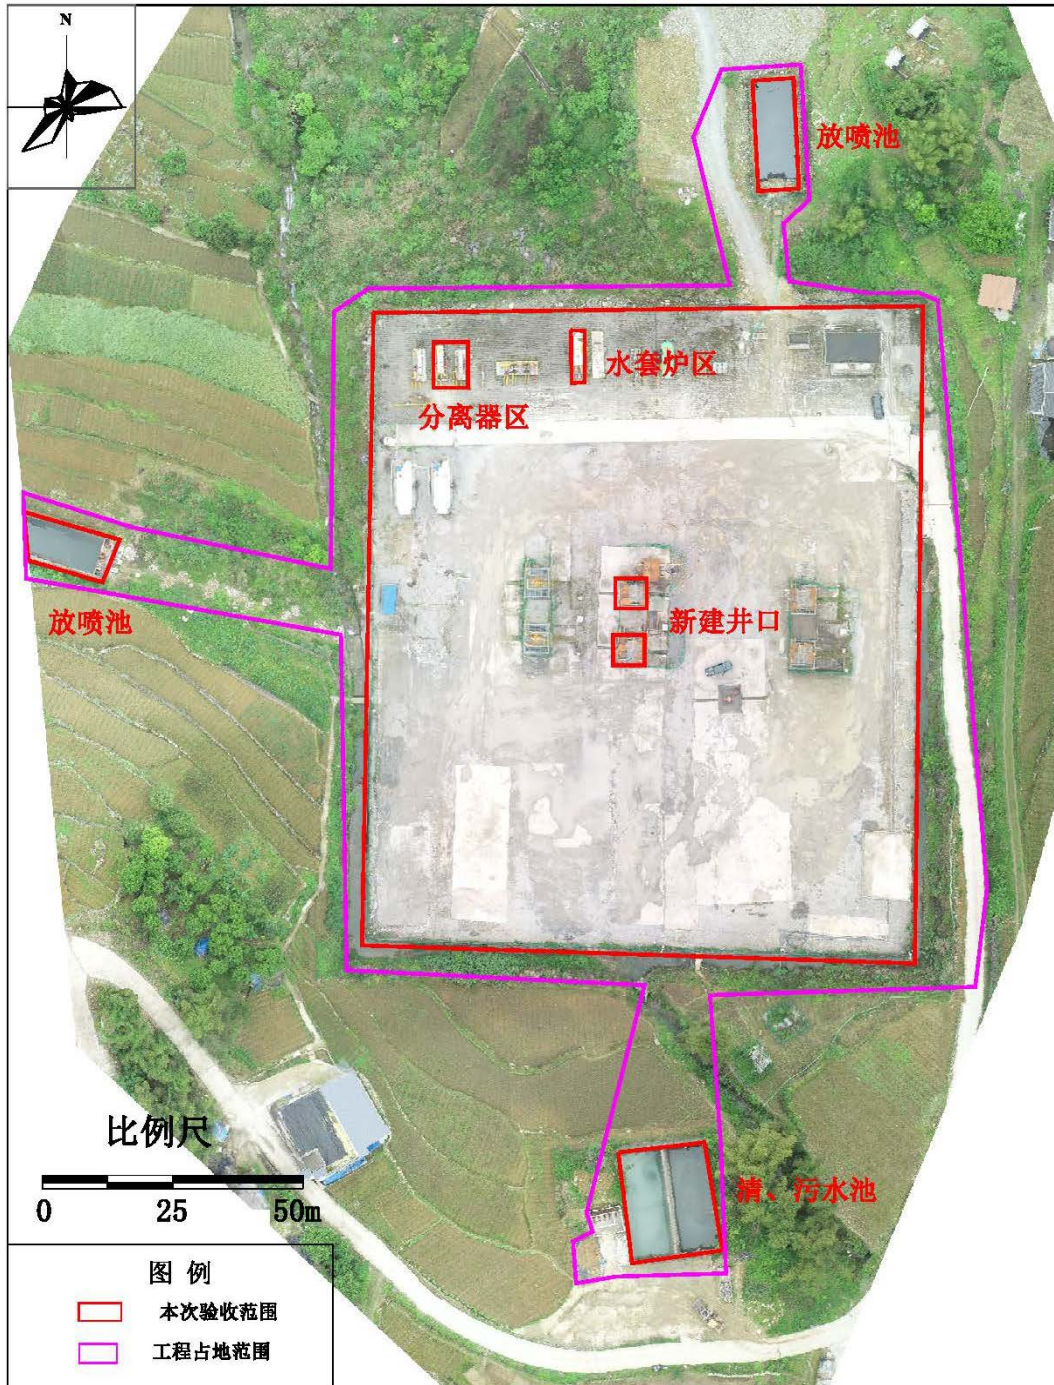 N
放喷池
水套炉区
分离器区
放喷池
新建井口
比例尺
0 25 50m
清、污水池
图 例
本次验收范围
工程占地范围